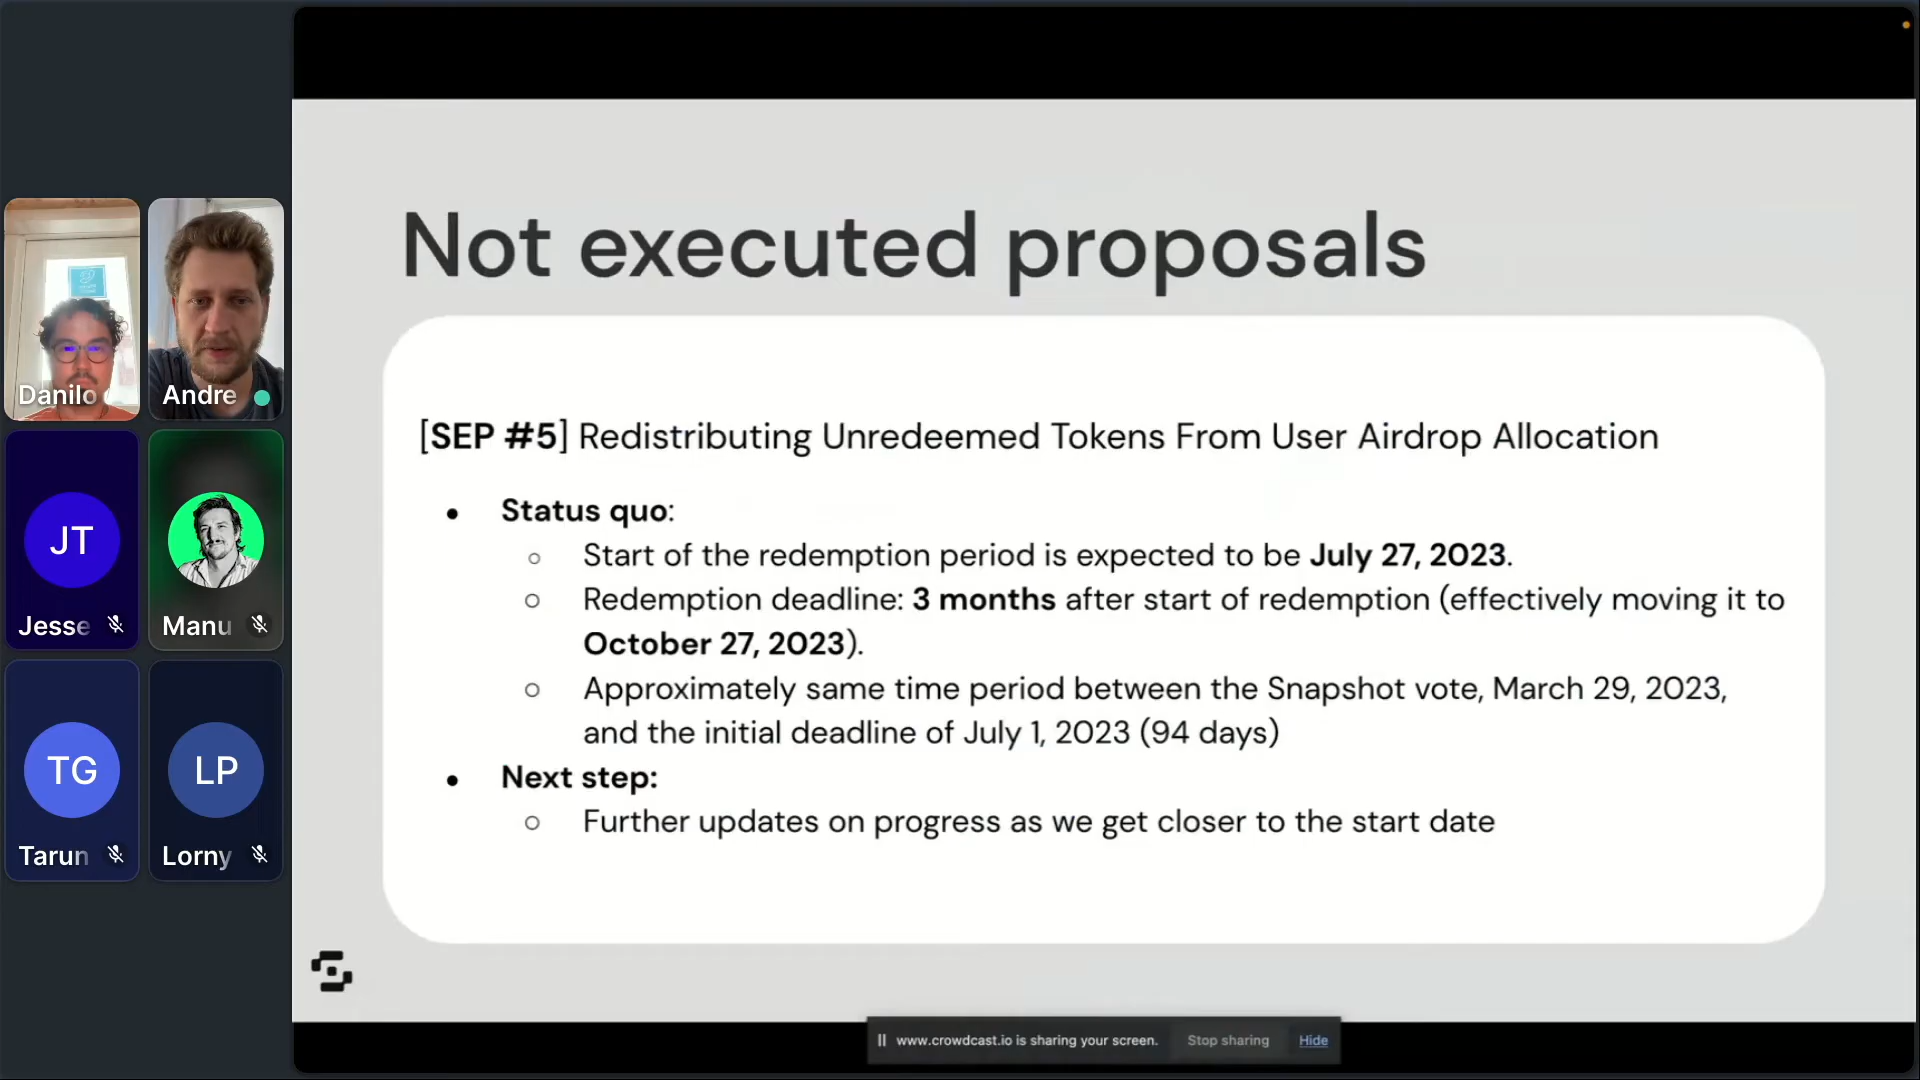 Not executed proposals
[SEP #5] Redistributing Unredeemed Tokens From User Airdrop Allocation
Status quo:
Start of the redemption period is expected to be July 27, 2023.
Redemption deadline: 3 months after start of redemption (effectively moving it to
October 27, 2023).
Approximately same time period between the Snapshot vote, March 29, 2023,
and the initial deadline of July 1, 2023 (94 days)
Next step:
Further updates on progress as we get closer to the start date
Danilo
Andre
JT
Jesse
Manu
TG
Tarun
LP
Lorny
www.crowdcast.io is sharing your screen.
Stop sharing
Hide